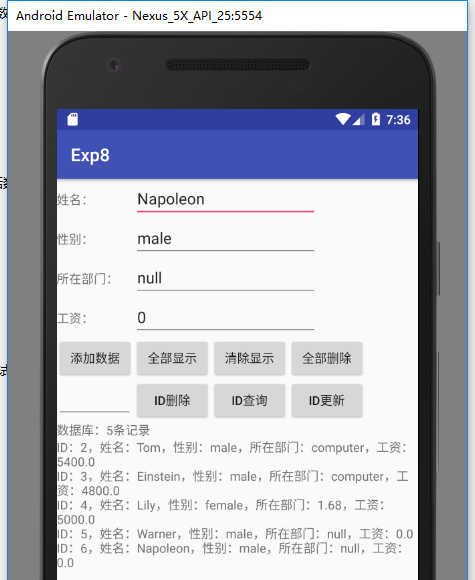 Android Emulator - Nexus_5X_API_25:5554
7:36
Exp8
姓名： Napoleon
性别： male
所在部门： null
工资： 0
添加数据 全部显示 清除显示 全部删除
ID删除 ID查询 ID更新
数据库：5条记录
ID：2，姓名：Tom，性别：male，所在部门：computer，工资：
5400.0
ID：3，姓名：Einstein，性别：male，所在部门：computer，工
资：4800.0
ID：4，姓名：Lily，性别：female，所在部门：1.68，工资：
5000.0
ID：5，姓名：Warner，性别：male，所在部门：null，工资：0.0
ID：6，姓名：Napoleon，性别：male，所在部门：null，工资：
0.0